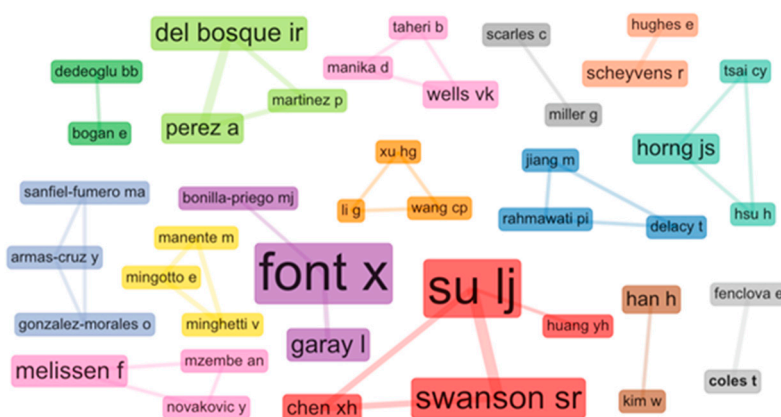 hughes e
taheri b
del bosque ir
scarles c
dedeoglu bb
manika d
scheyvens r
tsai cy
wells vk
martinez p
miller g
perez a
bogan e
horng js
xu hg
jiang m
sanfiel-fumero ma
bonilla-priego mj
li g
wang cp
rahmawati pi
hsu h
delacy t
manente m
armas-cruz y
font x
mingotto e
su lj
han h
fenclova e
gonzalez-morales o
minghetti v
huang yh
garay l
mzembe an
melissen f
coles t
swanson sr
novakovic y
chen xh
kim w